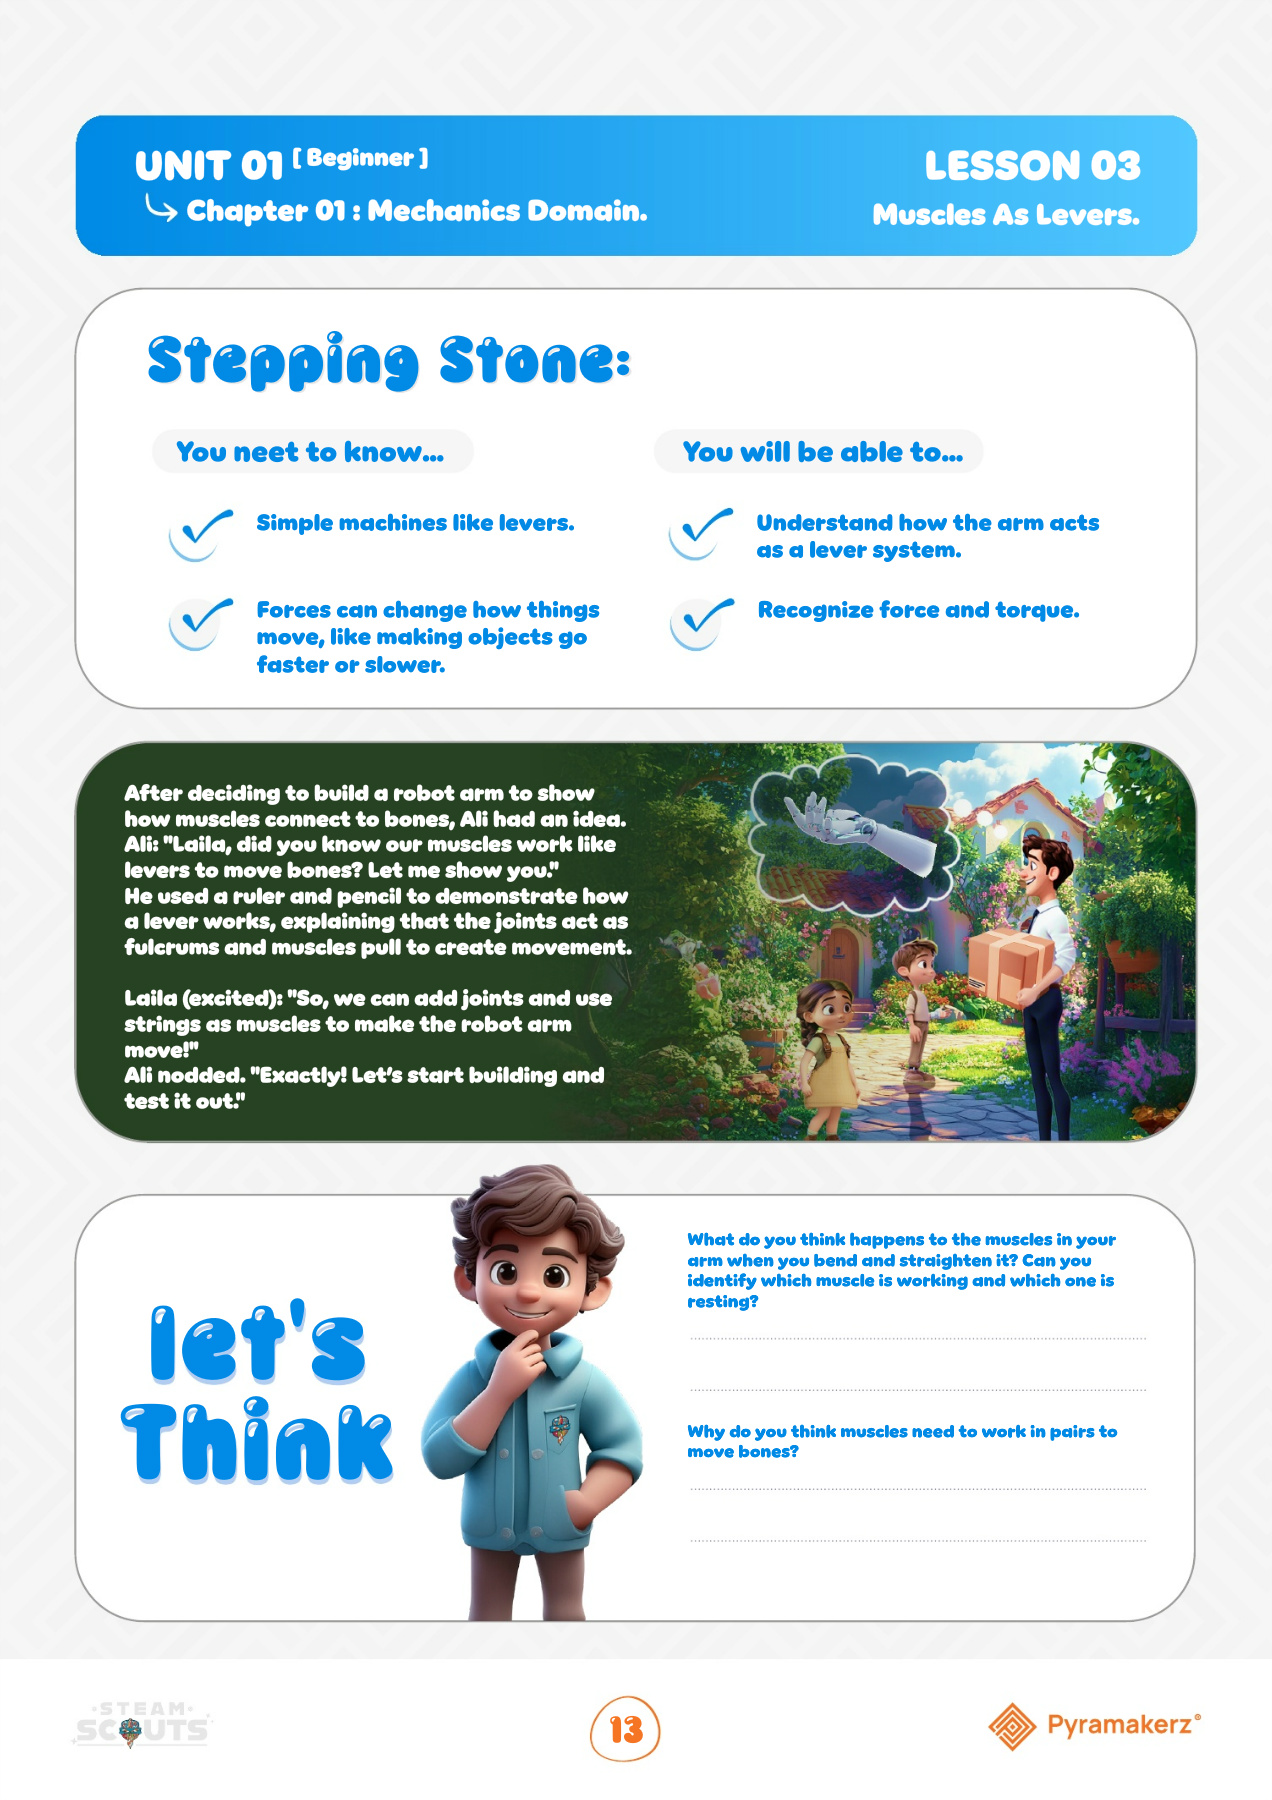 UNIT 01 [ Beginner ]
Chapter 01 : Mechanics Domain.
LESSON 03
Muscles As Levers.
Stepping Stone:
You neet to know...
Simple machines like levers.
Forces can change how things
move, like making objects go
faster or slower.
You will be able to...
Understand how the arm acts
as a lever system.
Recognize force and torque.
After deciding to build a robot arm to show
how muscles connect to bones, Ali had an idea.
Ali: "Laila, did you know our muscles work like
levers to move bones? Let me show you."
He used a ruler and pencil to demonstrate how
a lever works, explaining that the joints act as
fulcrums and muscles pull to create movement.
Laila (excited): "So, we can add joints and use
strings as muscles to make the robot arm
move!"
Ali nodded. "Exactly! Let's start building and
test it out."
let's
Think
What do you think happens to the muscles in your
arm when you bend and straighten it? Can you
identify which muscle is working and which one is
resting?
Why do you think muscles need to work in pairs to
move bones?
STEAM
SCOUTS
13
Pyramakerz®